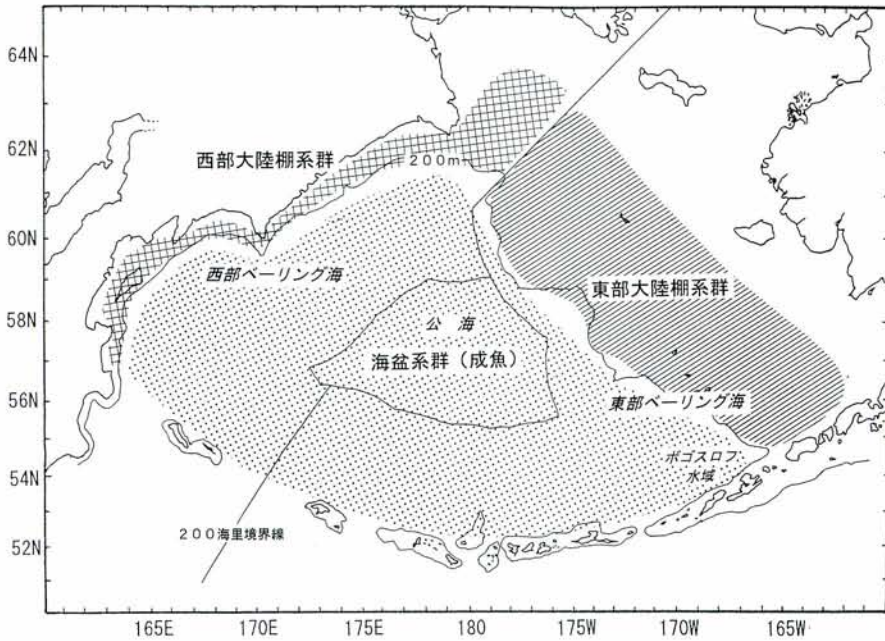 64N
62N
60N
58N
56N
54N
52N
西部大陸棚系群
200m
西部ベーリング海
東部大陸棚系群
公海
海盆系群(成魚)
東部ベーリング海
ボゴスロフ
水域
200海里境界線
165E 170E 175E 180 175W 170W 165W